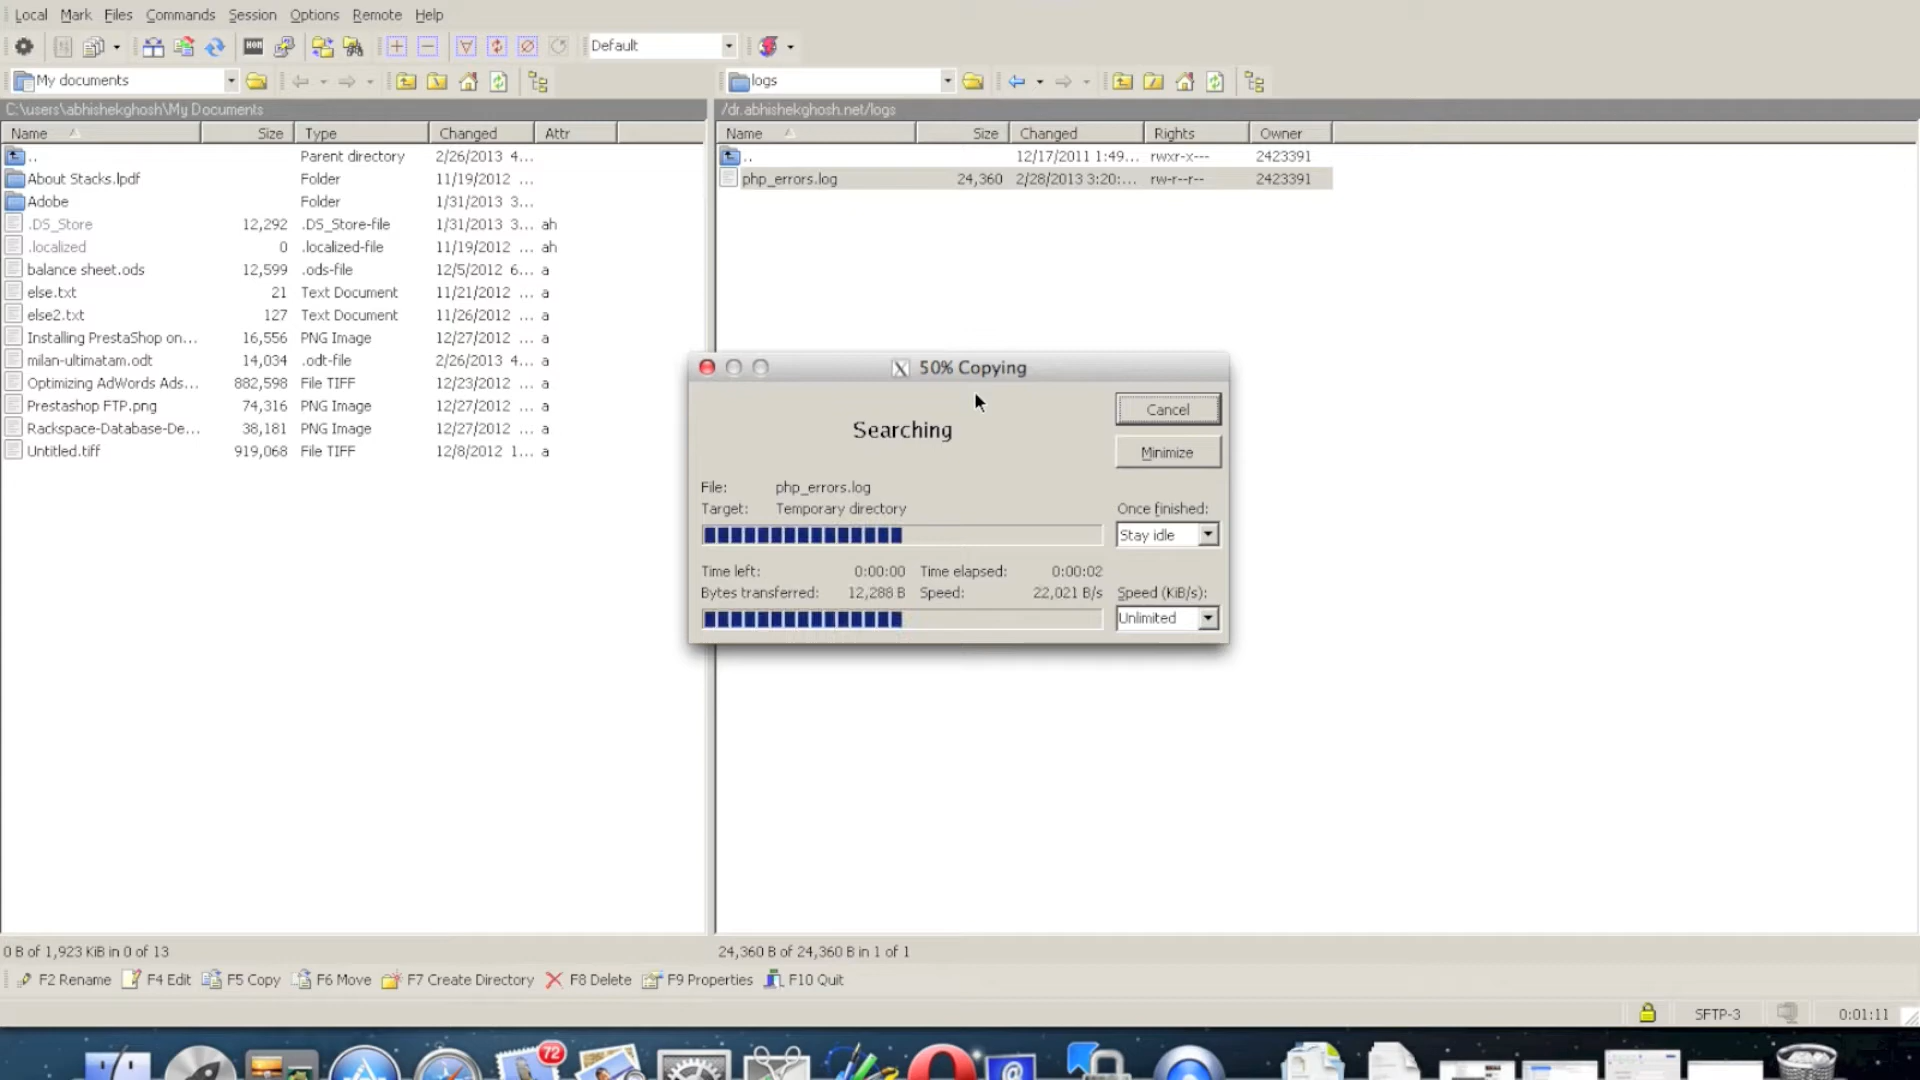 Local Mark Files Commands Session Options Remote Help
Default
My documents
logs
C:\users\abhishekghosh\My Documents
/dr.abhishekghosh.net/logs
Name Size Type Changed Attr
Name Size Changed Rights Owner
.. Parent directory 2/26/2013 4...
.. 12/17/2011 1:49... rwxr-x--- 2423391
About Stacks.lpdf Folder 11/19/2012 ...
php_errors.log 24,360 2/28/2013 3:20:... rw-r--r-- 2423391
Adobe Folder 1/31/2013 3...
.DS_Store 12,292 .DS_Store-file 1/31/2013 3... ah
.localized 0 .localized-file 11/19/2012 ... ah
balance sheet.ods 12,599 .ods-file 12/5/2012 6... a
else.txt 21 Text Document 11/21/2012 ... a
else2.txt 127 Text Document 11/26/2012 ... a
Installing PrestaShop on... 16,556 PNG Image 12/27/2012 ... a
milan-ultimatam.odt 14,034 .odt-file 2/26/2013 4... a
Optimizing AdWords Ads... 882,598 File TIFF 12/23/2012 ... a
Prestashop FTP.png 74,316 PNG Image 12/27/2012 ... a
Rackspace-Database-De... 38,181 PNG Image 12/27/2012 ... a
Untitled.tiff 919,068 File TIFF 12/8/2012 1... a
50% Copying
Cancel
Searching
Minimize
File: php_errors.log
Target: Temporary directory
Once finished:
Stay idle
Time left: 0:00:00 Time elapsed: 0:00:02
Bytes transferred: 12,288 B Speed: 22,021 B/s Speed (KiB/s):
Unlimited
0 B of 1,923 KiB in 0 of 13
24,360 B of 24,360 B in 1 of 1
F2 Rename F4 Edit F5 Copy F6 Move F7 Create Directory F8 Delete F9 Properties F10 Quit
SFTP-3 0:01:11
72
@